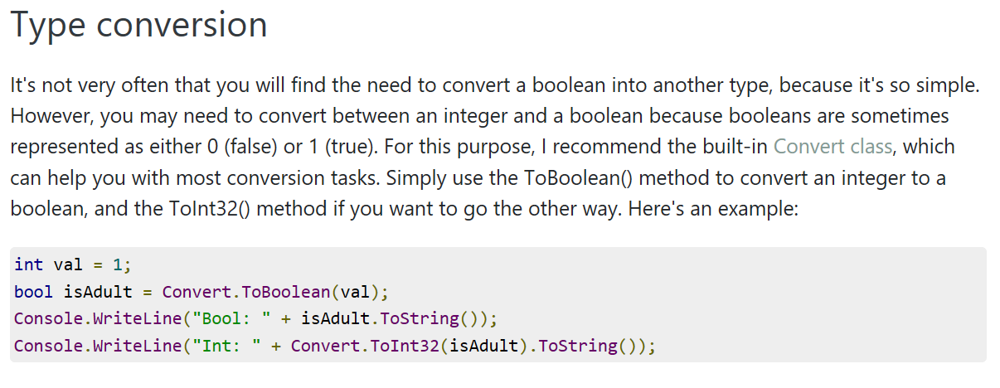 Type conversion
It's not very often that you will find the need to convert a boolean into another type, because it's so simple.
However, you may need to convert between an integer and a boolean because booleans are sometimes
represented as either 0 (false) or 1 (true). For this purpose, I recommend the built-in Convert class, which
can help you with most conversion tasks. Simply use the ToBoolean() method to convert an integer to a
boolean, and the ToInt32() method if you want to go the other way. Here's an example:
int val = 1;
bool isAdult = Convert.ToBoolean(val);
Console.WriteLine("Bool: " + isAdult.ToString());
Console.WriteLine("Int: " + Convert.ToInt32(isAdult).ToString());